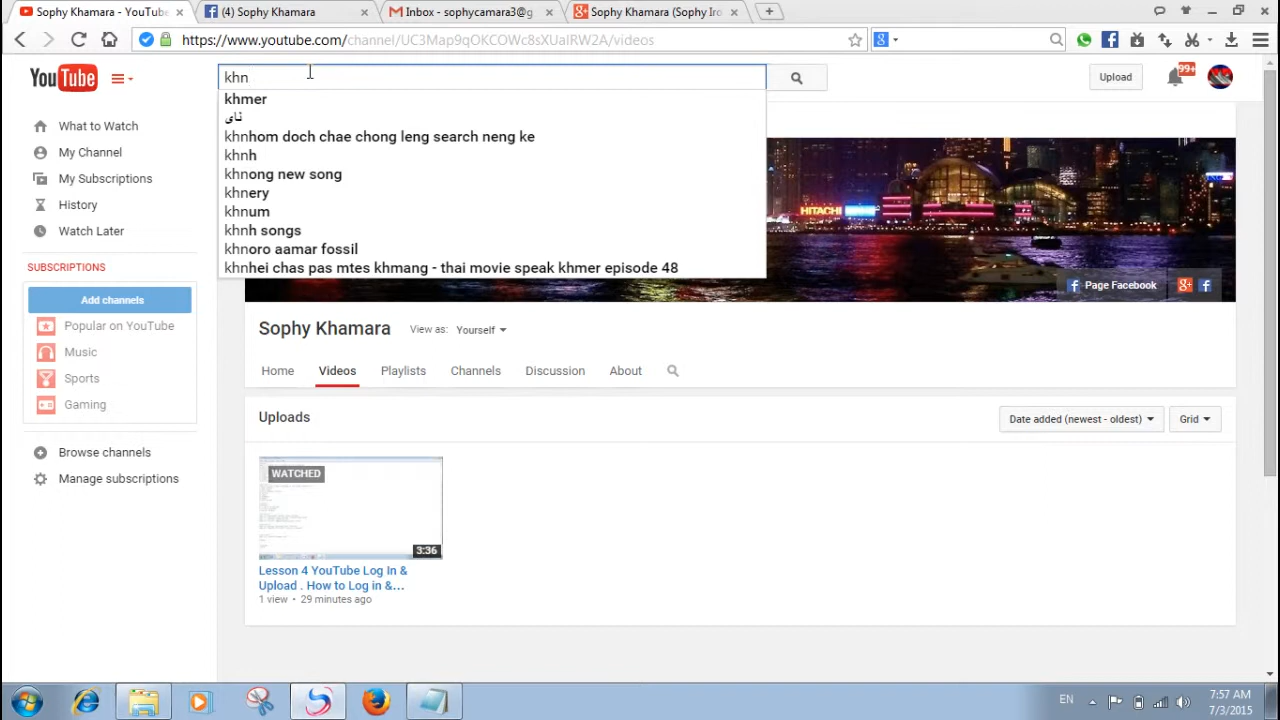 Sophy Khamara - YouTube
(4) Sophy Khamara
Inbox - sophycamara3@g
Sophy Khamara (Sophy Iro
https://www.youtube.com/channel/UC3Map9qOKCOWc8sXUaIRW2A/videos
YouTube
khn
Upload
99+
khmer
تای
khnhom doch chae chong leng search neng ke
khnh
khnong new song
khnery
khnum
khnh songs
khnoro aamar fossil
khnhei chas pas mtes khmang - thai movie speak khmer episode 48
What to Watch
My Channel
My Subscriptions
History
Watch Later
SUBSCRIPTIONS
Add channels
Popular on YouTube
Music
Sports
Gaming
Browse channels
Manage subscriptions
HITACHI
Page Facebook
Sophy Khamara
View as: Yourself
Home Videos Playlists Channels Discussion About
Uploads
Date added (newest - oldest)
Grid
WATCHED
3:36
Lesson 4 YouTube Log In &
Upload . How to Log in &...
1 view • 29 minutes ago
EN
7:57 AM
7/3/2015